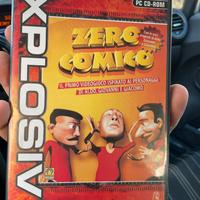 PC CD-ROM
XPLOSIV
ZERO
COMICO
IL PRIMO VIDEOGIOCO ISPIRATO AI PERSONAGGI
DI ALDO, GIOVANNI E GIACOMO